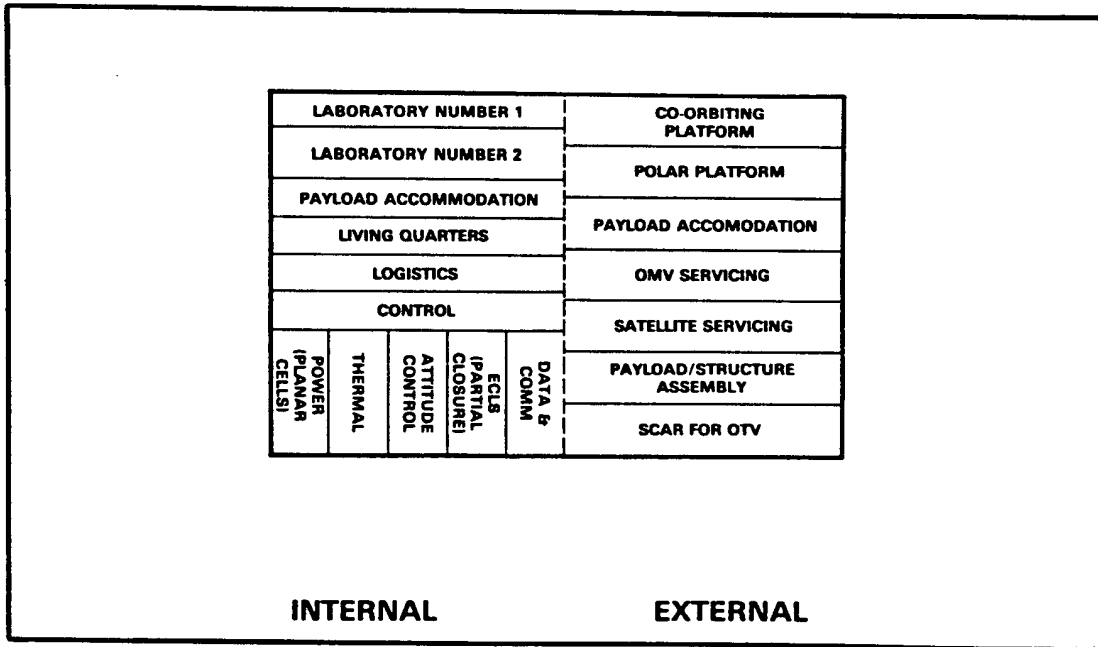 LABORATORY NUMBER 1
LABORATORY NUMBER 2
PAYLOAD ACCOMMODATION
LIVING QUARTERS
LOGISTICS
CONTROL
POWER
(PLANAR
CELLS)
THERMAL
ATTITUDE
CONTROL
ECLS
(PARTIAL
CLOSURE)
DATA &
COMM
CO-ORBITING
PLATFORM
POLAR PLATFORM
PAYLOAD ACCOMODATION
OMV SERVICING
SATELLITE SERVICING
PAYLOAD/STRUCTURE
ASSEMBLY
SCAR FOR OTV
INTERNAL
EXTERNAL